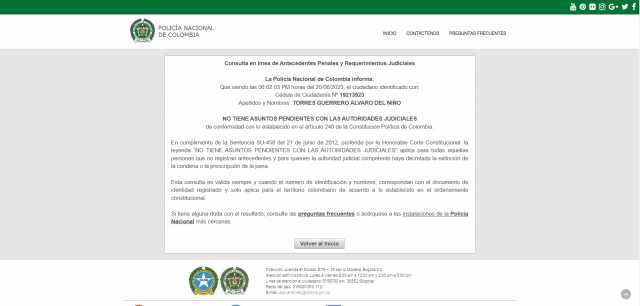 POLICÍA NACIONAL
DE COLOMBIA
INICIO CONTÁCTENOS PREGUNTAS FRECUENTES
Consulta en línea de Antecedentes Penales y Requerimientos Judiciales
La Policía Nacional de Colombia informa:
Que siendo las 06:02:03 PM horas del 20/06/2023, el ciudadano identificado con
Cédula de Ciudadanía Nº 19213923
Apellidos y Nombres: TORRES GUERRERO ALVARO DEL NIÑO
NO TIENE ASUNTOS PENDIENTES CON LAS AUTORIDADES JUDICIALES
de conformidad con lo establecido en el artículo 248 de la Constitución Política de Colombia.
En cumplimiento de la Sentencia SU-458 del 21 de junio de 2012, proferida por la Honorable Corte Constitucional, la
leyenda "NO TIENE ASUNTOS PENDIENTES CON LAS AUTORIDADES JUDICIALES" aplica para todas aquellas
personas que no registran antecedentes y para quienes la autoridad judicial competente haya decretado la extinción de
la condena o la prescripción de la pena.
Esta consulta es válida siempre y cuando el número de identificación y nombres, correspondan con el documento de
identidad registrado y solo aplica para el territorio colombiano de acuerdo a lo establecido en el ordenamiento
constitucional.
Si tiene alguna duda con el resultado, consulte las preguntas frecuentes o acérquese a las instalaciones de la Policía
Nacional más cercanas.
Volver al Inicio